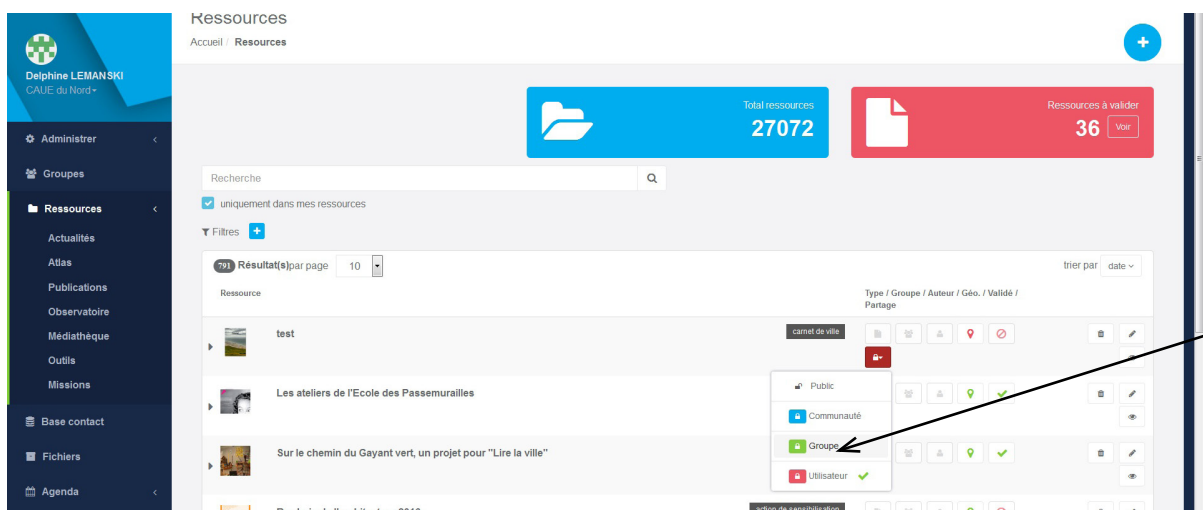 Ressources
Accueil / Resources
Delphine LEMANSKI
CAUE du Nord
Total ressources
27072
Ressources à valider
36 Voir
Administrer
Groupes
Ressources
Actualités
Atlas
Publications
Observatoire
Médiathèque
Outils
Missions
Base contact
Fichiers
Agenda
Recherche
uniquement dans mes ressources
Filtres
791 Résultat(s)par page 10
trier par date
Ressource
Type / Groupe / Auteur / Géo. / Validé /
Partage
test
carnet de ville
Public
Les ateliers de l'Ecole des Passemurailles
Communauté
Groupe
Sur le chemin du Gayant vert, un projet pour "Lire la ville"
Utilisateur
action de sensibilisation